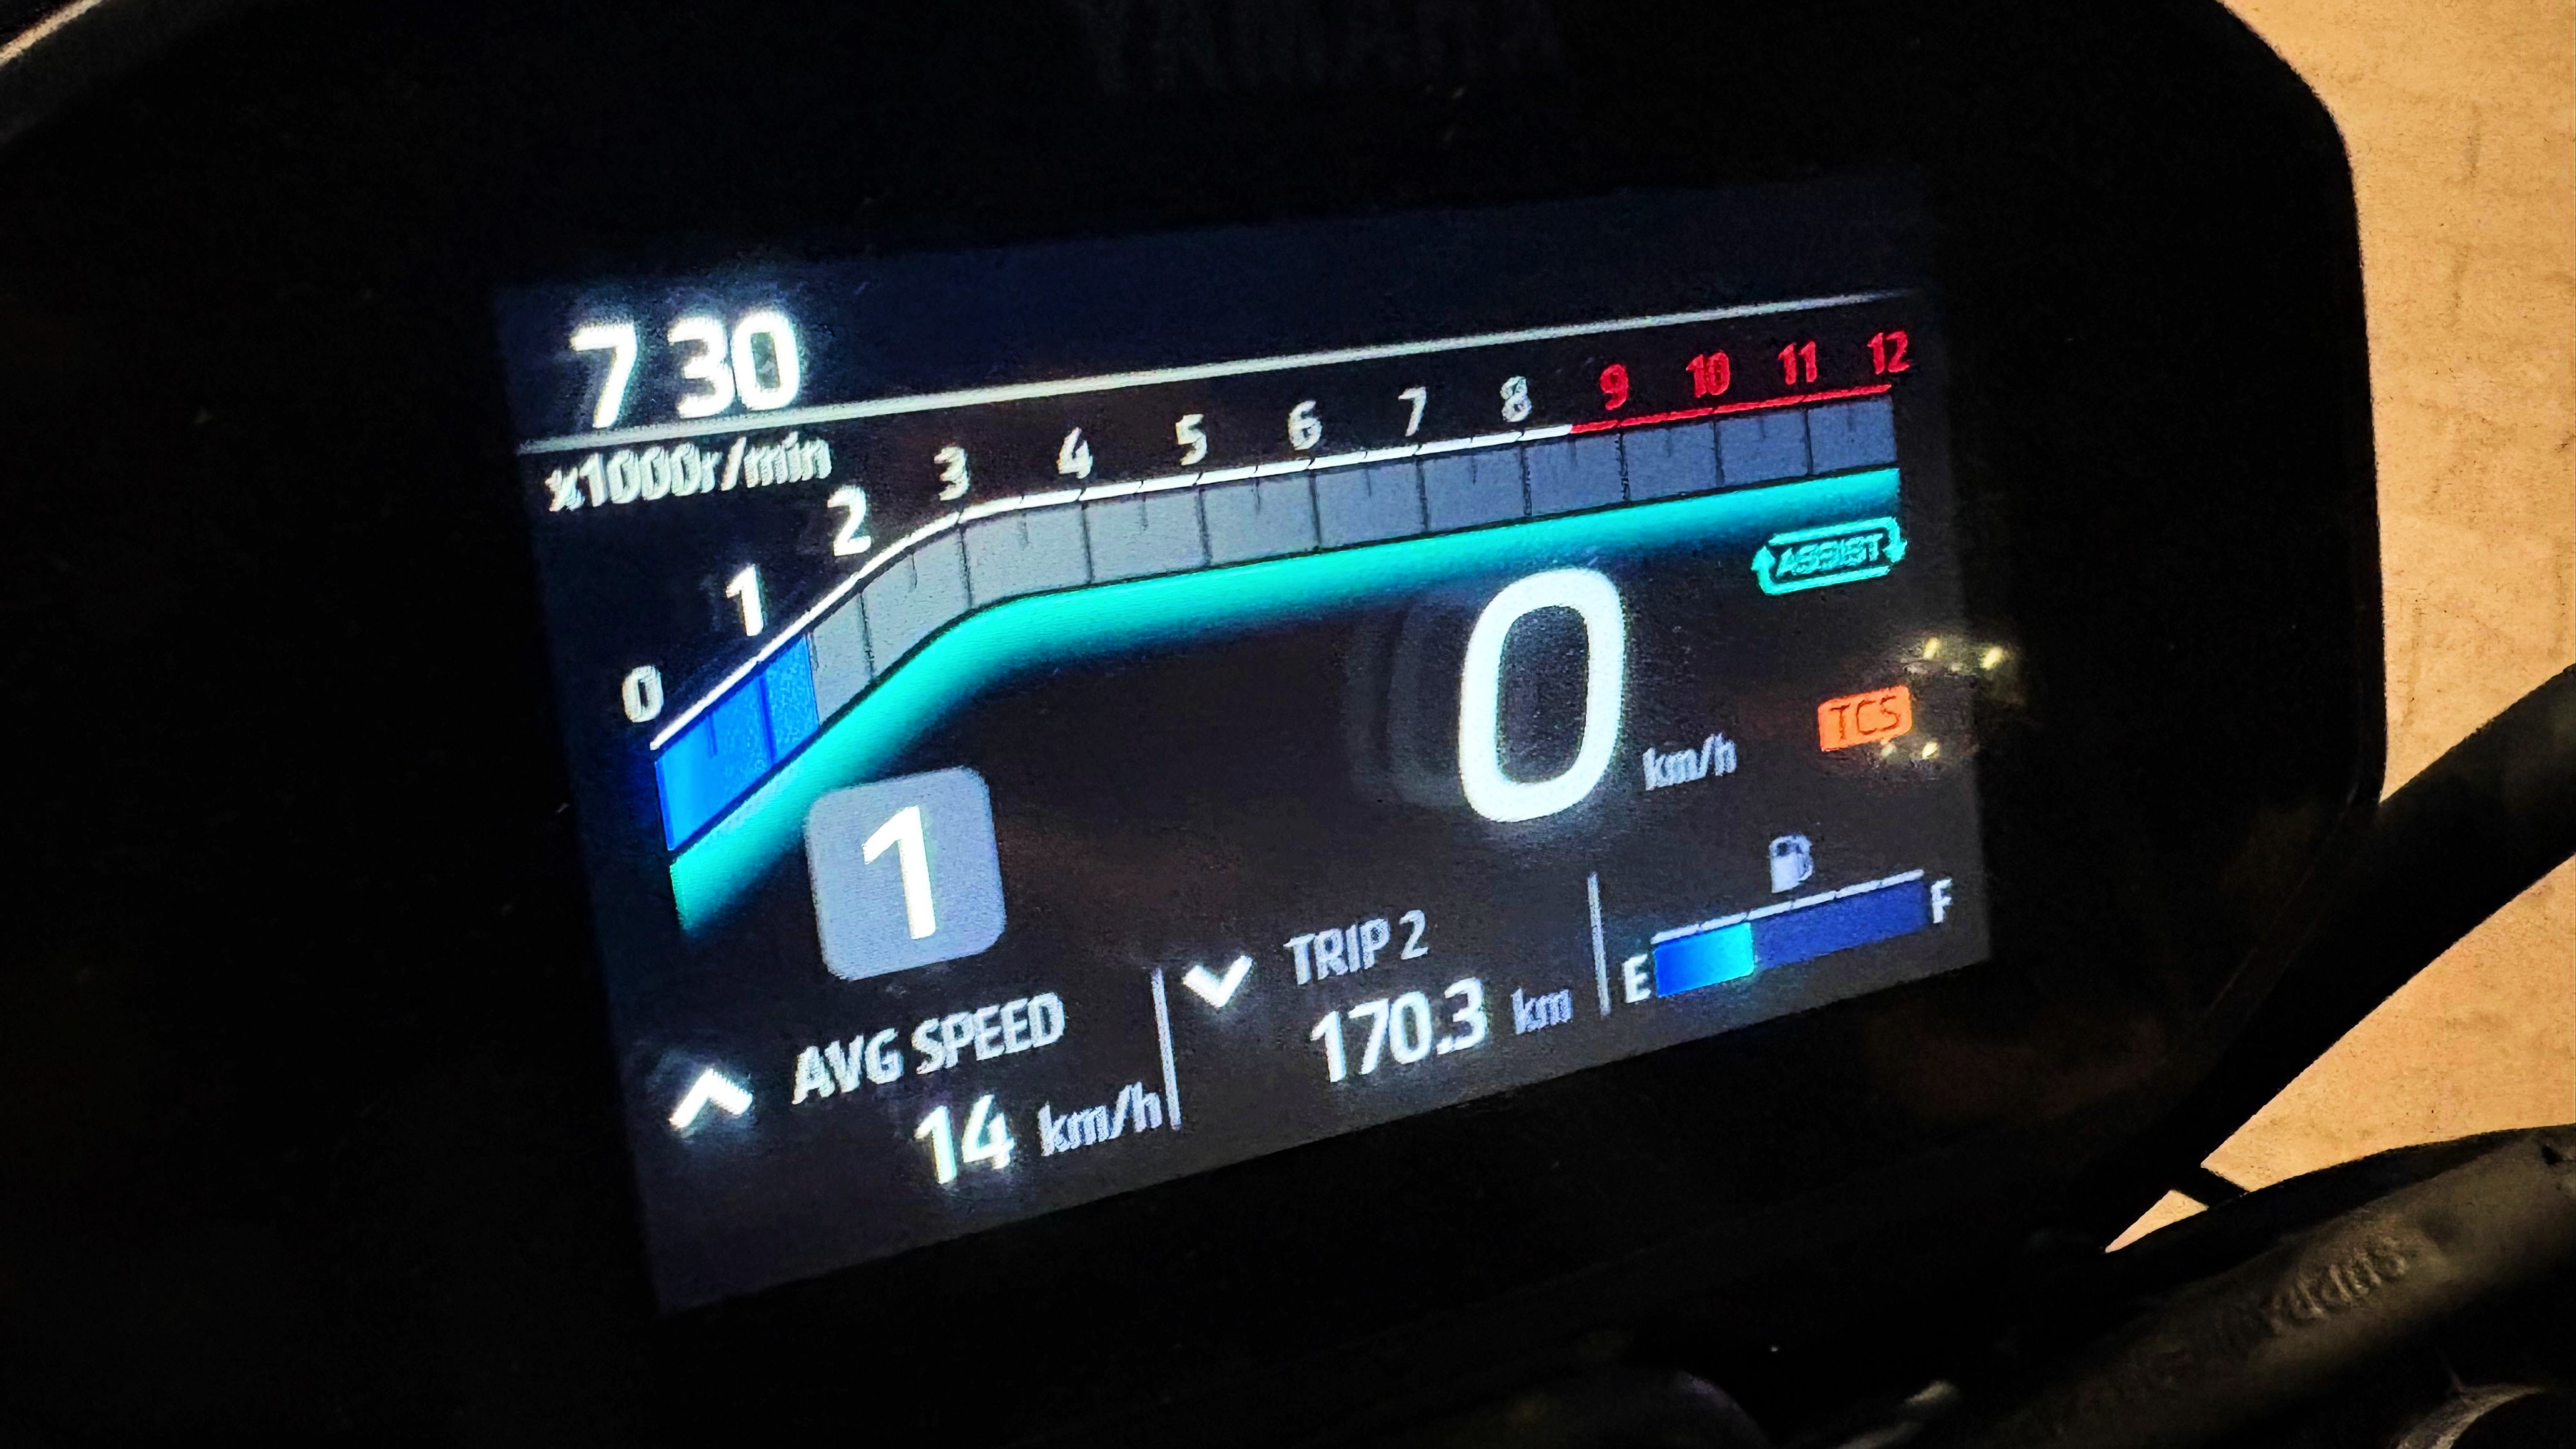 YAMAHA
7 30
x1000r/min
0 1 2 3 4 5 6 7 8 9 10 11 12
ASSIST
0 km/h
TCS
1
AVG SPEED
14 km/h
TRIP 2
170.3 km
E F